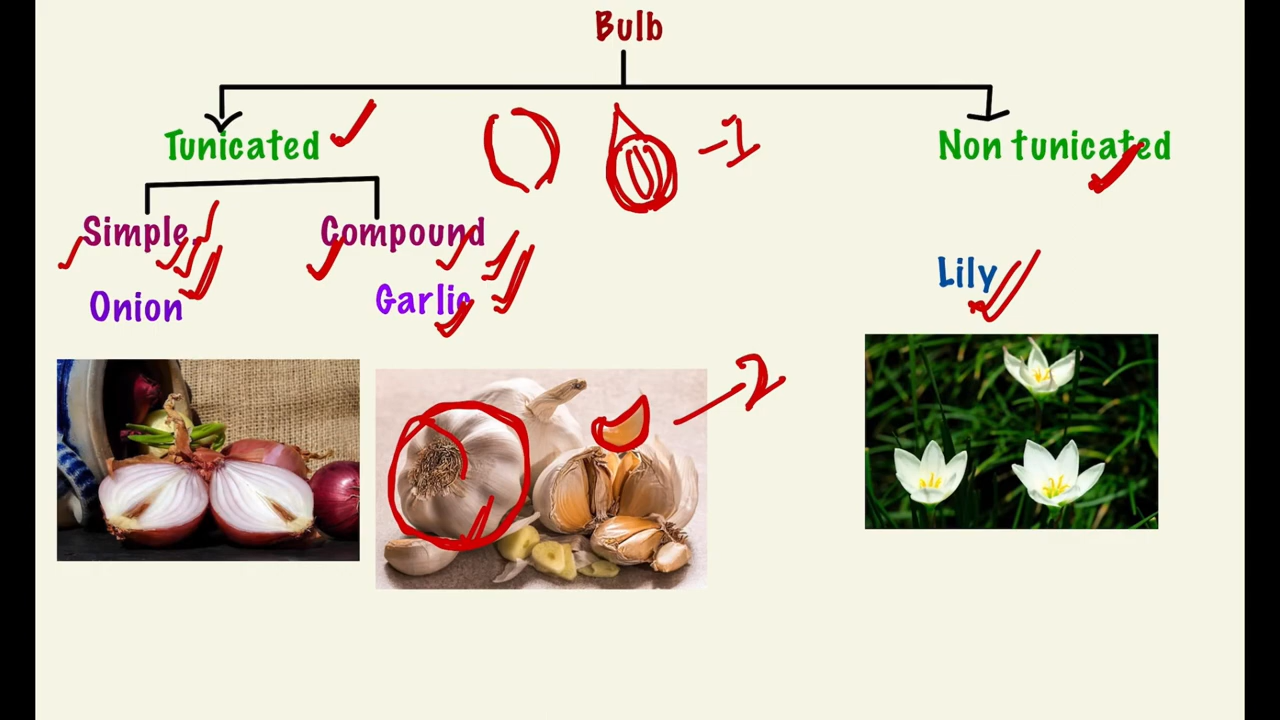 Bulb
Tunicated
Non tunicated
-1
Simple
Compound
Onion
Garlic
Lily
-2